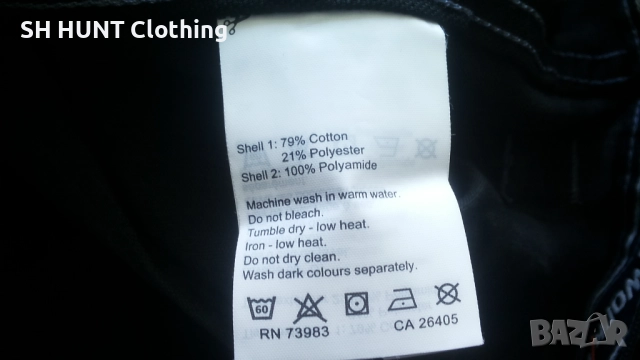 SH HUNT Clothing
Shell 1: 79% Cotton
21% Polyester
Shell 2: 100% Polyamide
Machine wash in warm water.
Do not bleach.
Tumble dry - low heat.
Iron - low heat.
Do not dry clean.
Wash dark colours separately.
60
RN 73983
CA 26405
BAZAR